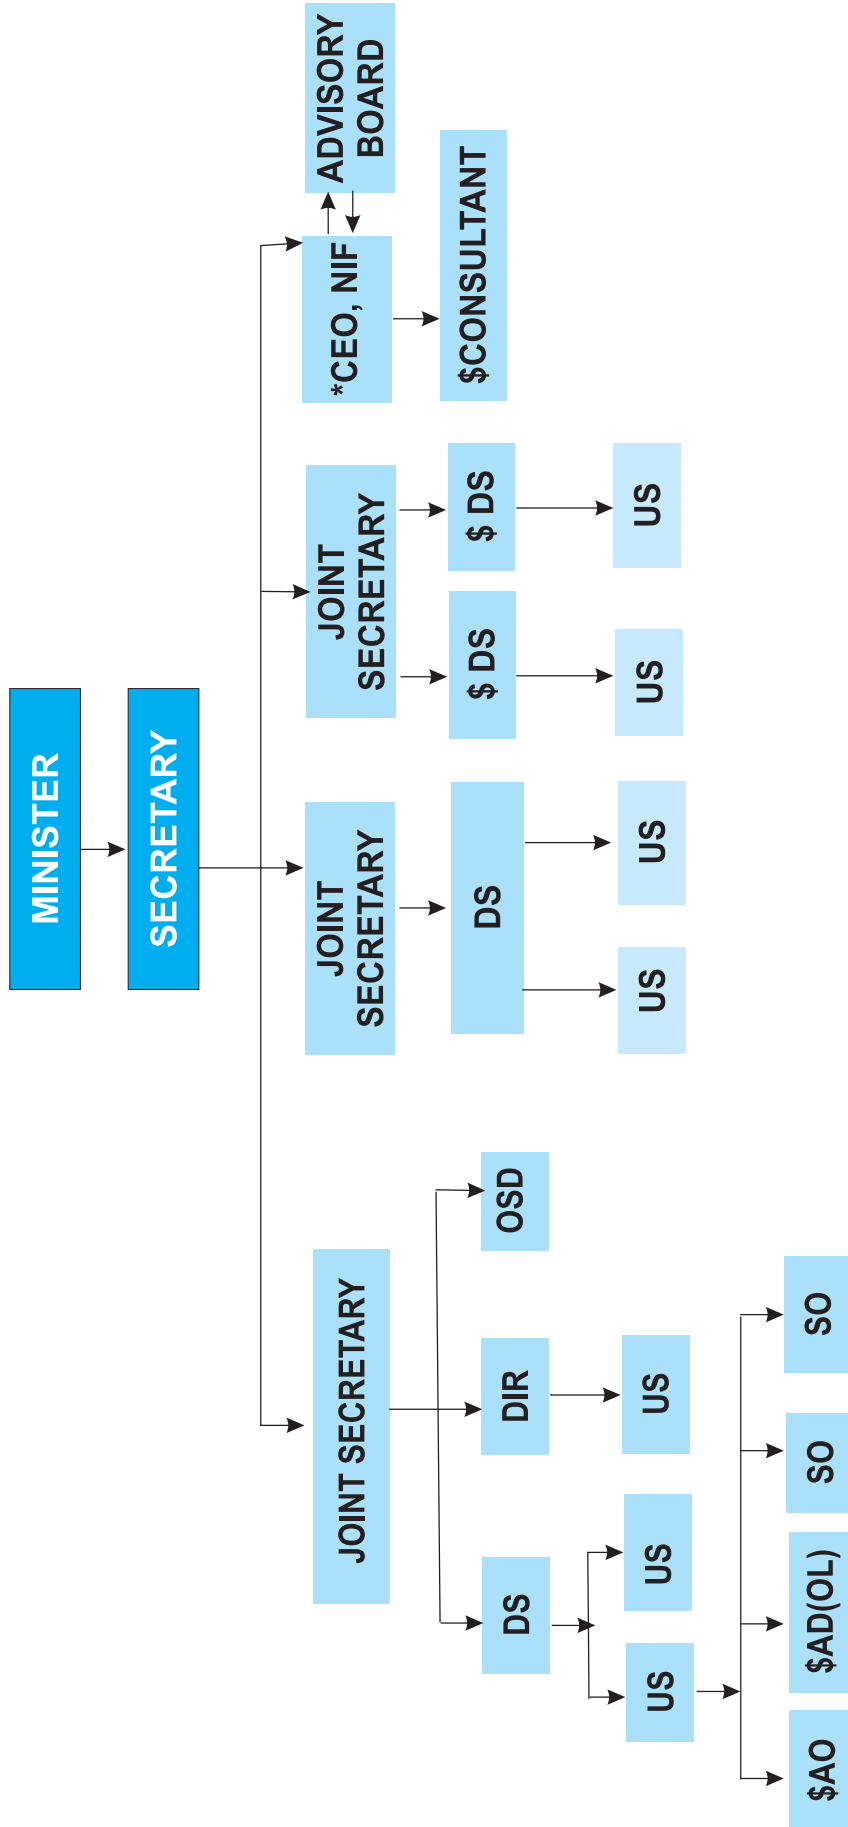 MINISTER
SECRETARY
JOINT SECRETARY
JOINT
SECRETARY
JOINT
SECRETARY
*CEO, NIF
ADVISORY
BOARD
DS
DIR
OSD
DS
$ DS
$ DS
$CONSULTANT
US
US
US
US
US
US
US
$AO
$AD(OL)
SO
SO